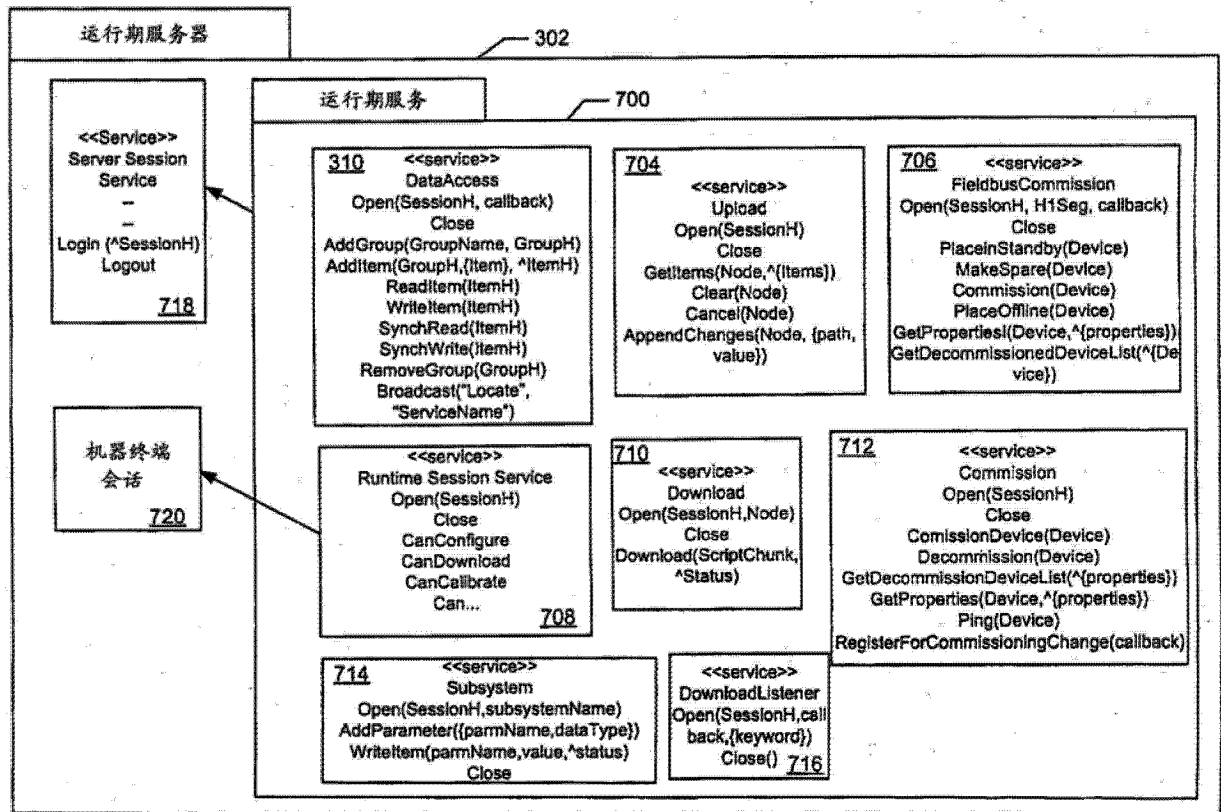 运行期服务器
302
<<Service>>
Server Session
Service
--
--
Login (^SessionH)
Logout
718
运行期服务
700
310
<<service>>
DataAccess
Open(SessionH, callback)
Close
AddGroup(GroupName, GroupH)
AddItem(GroupH,{Item}, ^ItemH)
ReadItem(ItemH)
WriteItem(ItemH)
SynchRead(ItemH)
SynchWrite(ItemH)
RemoveGroup(GroupH)
Broadcast("Locate",
"ServiceName")
704
<<service>>
Upload
Open(SessionH)
Close
GetItems(Node,^{Items})
Clear(Node)
Cancel(Node)
AppendChanges(Node, {path,
value})
706
<<service>>
FieldbusCommission
Open(SessionH, H1Seg, callback)
Close
PlaceinStandby(Device)
MakeSpare(Device)
Commission(Device)
PlaceOffline(Device)
GetPropertiesI(Device,^{properties})
GetDecommissionedDeviceList(^{De
vice})
机器终端
会话
720
<<service>>
Runtime Session Service
Open(SessionH)
Close
CanConfigure
CanDownload
CanCalibrate
Can...
708
710
<<service>>
Download
Open(SessionH,Node)
Close
Download(ScriptChunk,
^Status)
712
<<service>>
Commission
Open(SessionH)
Close
ComissionDevice(Device)
Decommission(Device)
GetDecommissionDeviceList(^{properties})
GetProperties(Device,^{properties})
Ping(Device)
RegisterForCommissioningChange(callback)
714
<<service>>
Subsystem
Open(SessionH,subsystemName)
AddParameter({parmName,dataType})
WriteItem(parmName,value,^status)
Close
<<service>>
DownloadListener
Open(SessionH,call
back,{keyword})
Close()
716